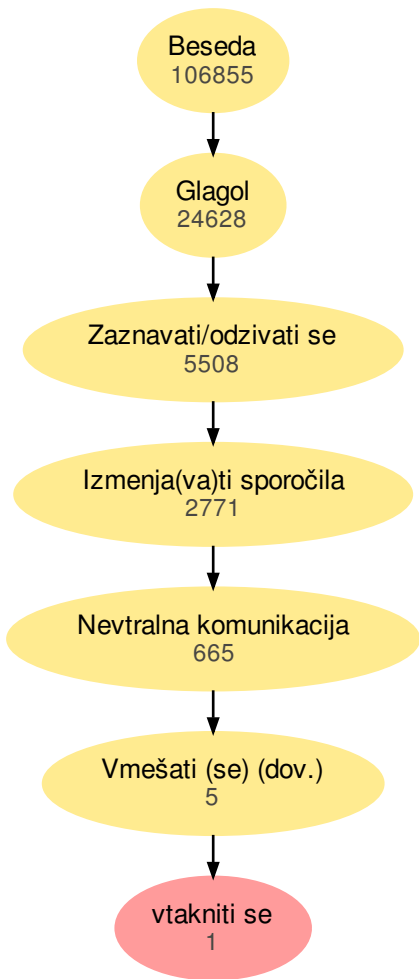 Beseda
106855
Glagol
24628
Zaznavati/odzivati se
5508
Izmenja(va)ti sporočila
2771
Nevtralna komunikacija
665
Vmešati (se) (dov.)
5
vtakniti se
1